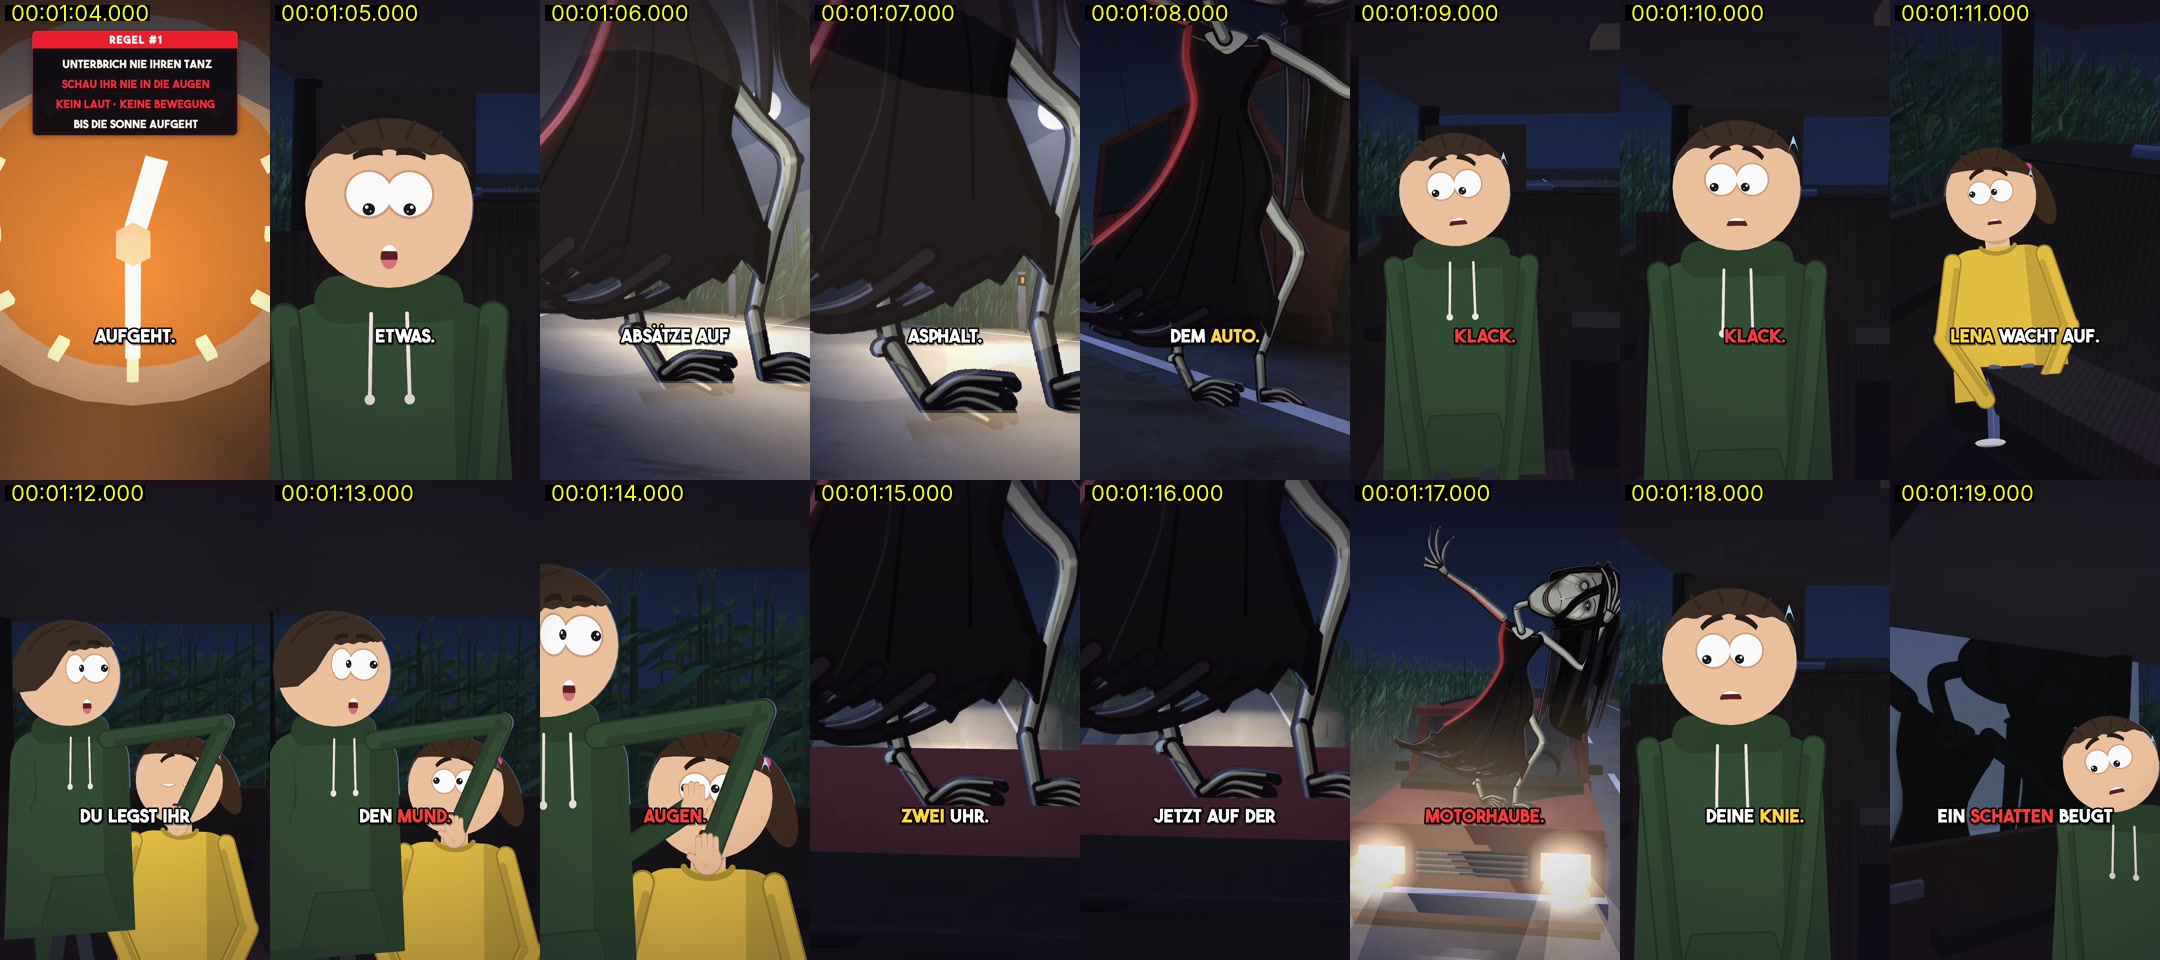 00:01:04.000
REGEL #1
UNTERBRICH NIE IHREN TANZ
SCHAU IHR NIE IN DIE AUGEN
KEIN LAUT · KEINE BEWEGUNG
BIS DIE SONNE AUFGEHT
AUFGEHT.
00:01:05.000
ETWAS.
00:01:06.000
ABSÄTZE AUF
00:01:07.000
ASPHALT.
00:01:08.000
DEM AUTO.
00:01:09.000
KLACK.
00:01:10.000
KLACK.
00:01:11.000
LENA WACHT AUF.
00:01:12.000
DU LEGST IHR
00:01:13.000
DEN MUND.
00:01:14.000
AUGEN.
00:01:15.000
ZWEI UHR.
00:01:16.000
JETZT AUF DER
00:01:17.000
MOTORHAUBE.
00:01:18.000
DEINE KNIE.
00:01:19.000
EIN SCHATTEN BEUGT